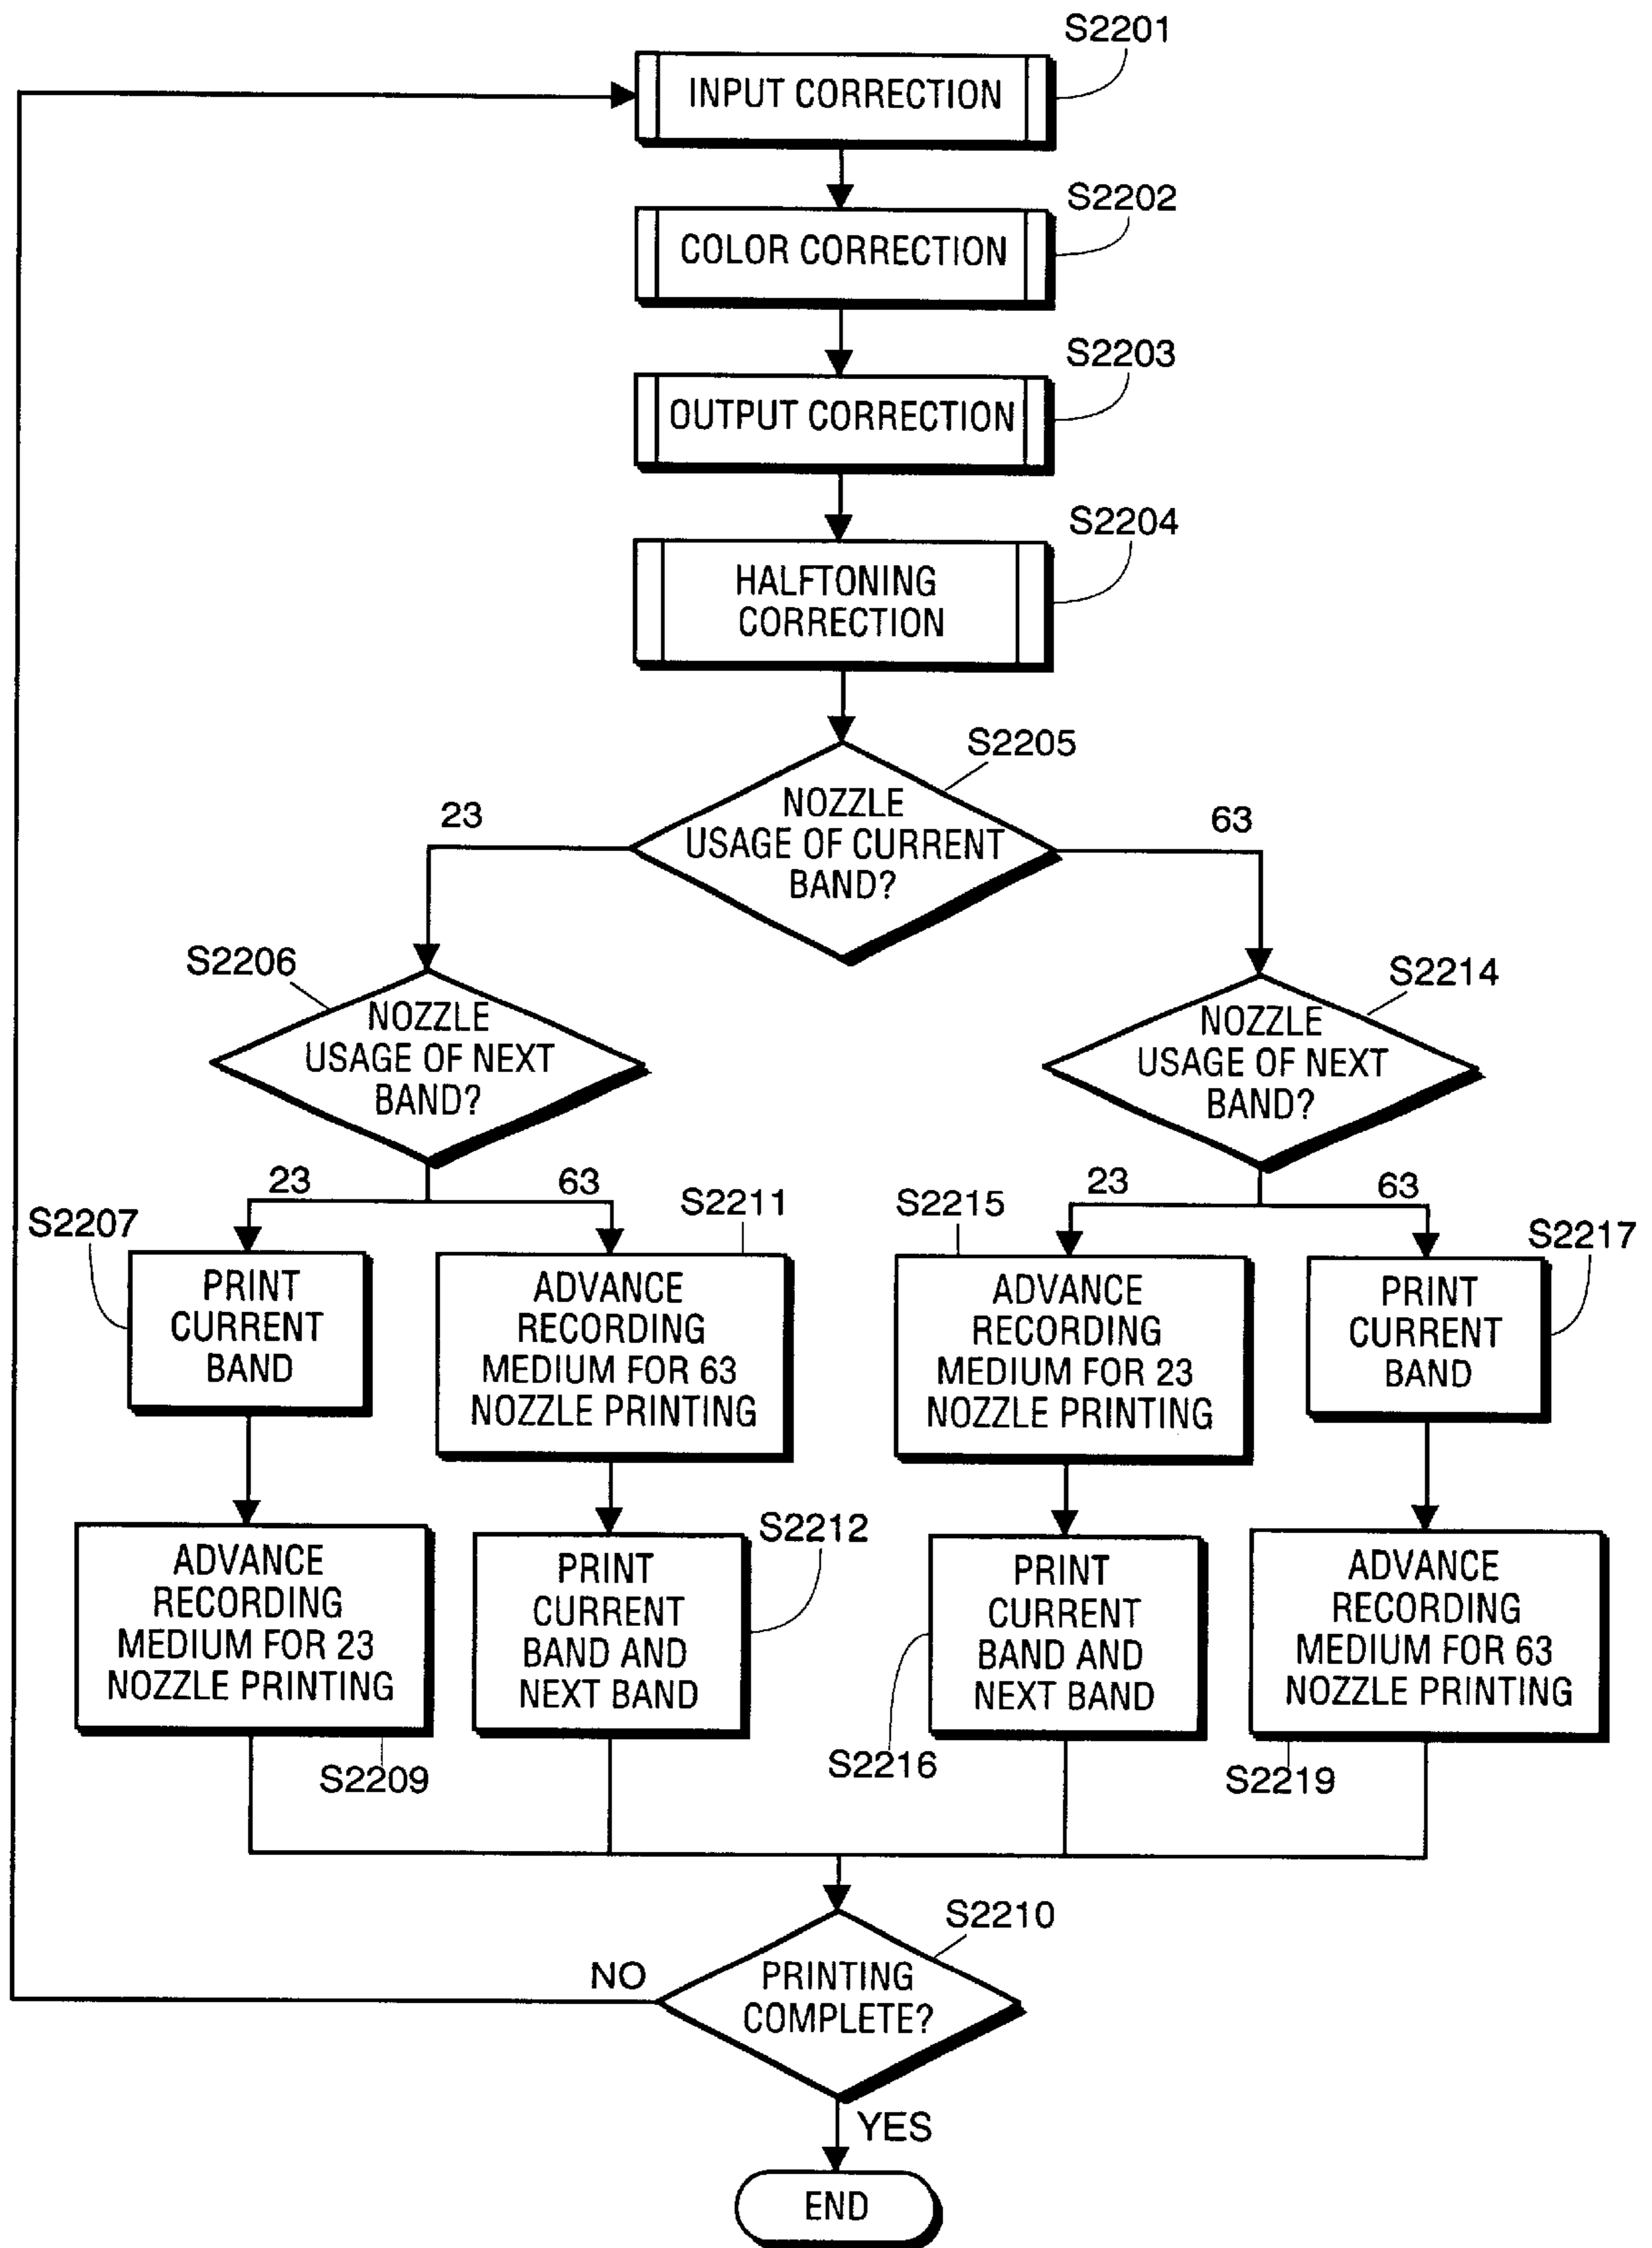 S2201
INPUT CORRECTION
S2202
COLOR CORRECTION
S2203
OUTPUT CORRECTION
S2204
HALFTONING
CORRECTION
S2205
NOZZLE
USAGE OF CURRENT
BAND?
23
63
S2206
NOZZLE
USAGE OF NEXT
BAND?
S2214
NOZZLE
USAGE OF NEXT
BAND?
23
63
23
63
S2207
PRINT
CURRENT
BAND
S2211
ADVANCE
RECORDING
MEDIUM FOR 63
NOZZLE PRINTING
S2215
ADVANCE
RECORDING
MEDIUM FOR 23
NOZZLE PRINTING
S2217
PRINT
CURRENT
BAND
ADVANCE
RECORDING
MEDIUM FOR 23
NOZZLE PRINTING
S2209
S2212
PRINT
CURRENT
BAND AND
NEXT BAND
PRINT
CURRENT
BAND AND
NEXT BAND
S2216
ADVANCE
RECORDING
MEDIUM FOR 63
NOZZLE PRINTING
S2219
S2210
PRINTING
COMPLETE?
NO
YES
END